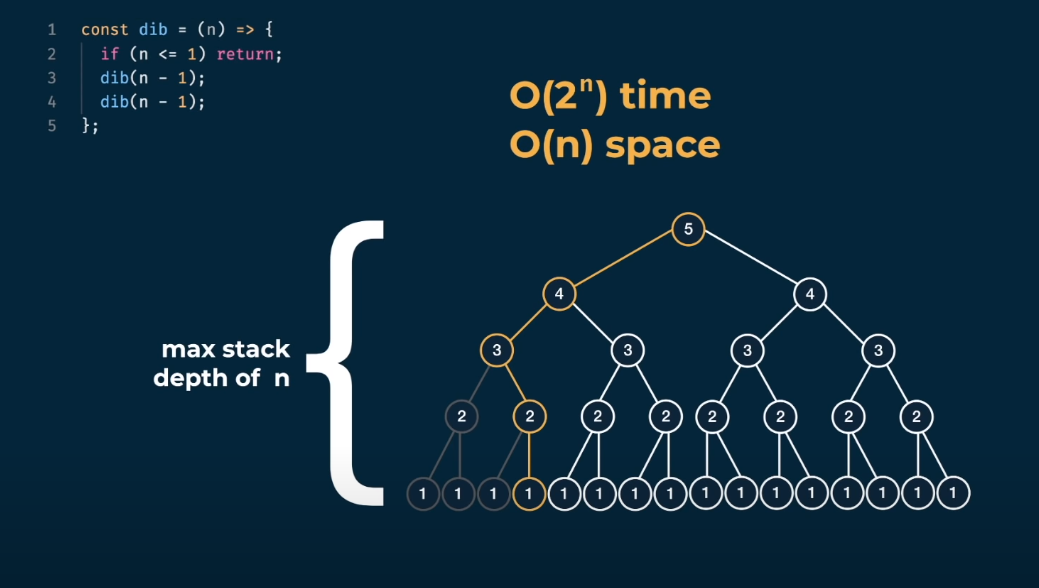 1 const dib = (n) => {
2 if (n <= 1) return;
3 dib(n - 1);
4 dib(n - 1);
5 };
O(2ⁿ) time
O(n) space
5
4 4
max stack
depth of n
3 3 3 3
2 2 2 2 2 2 2 2
1 1 1 1 1 1 1 1 1 1 1 1 1 1 1 1